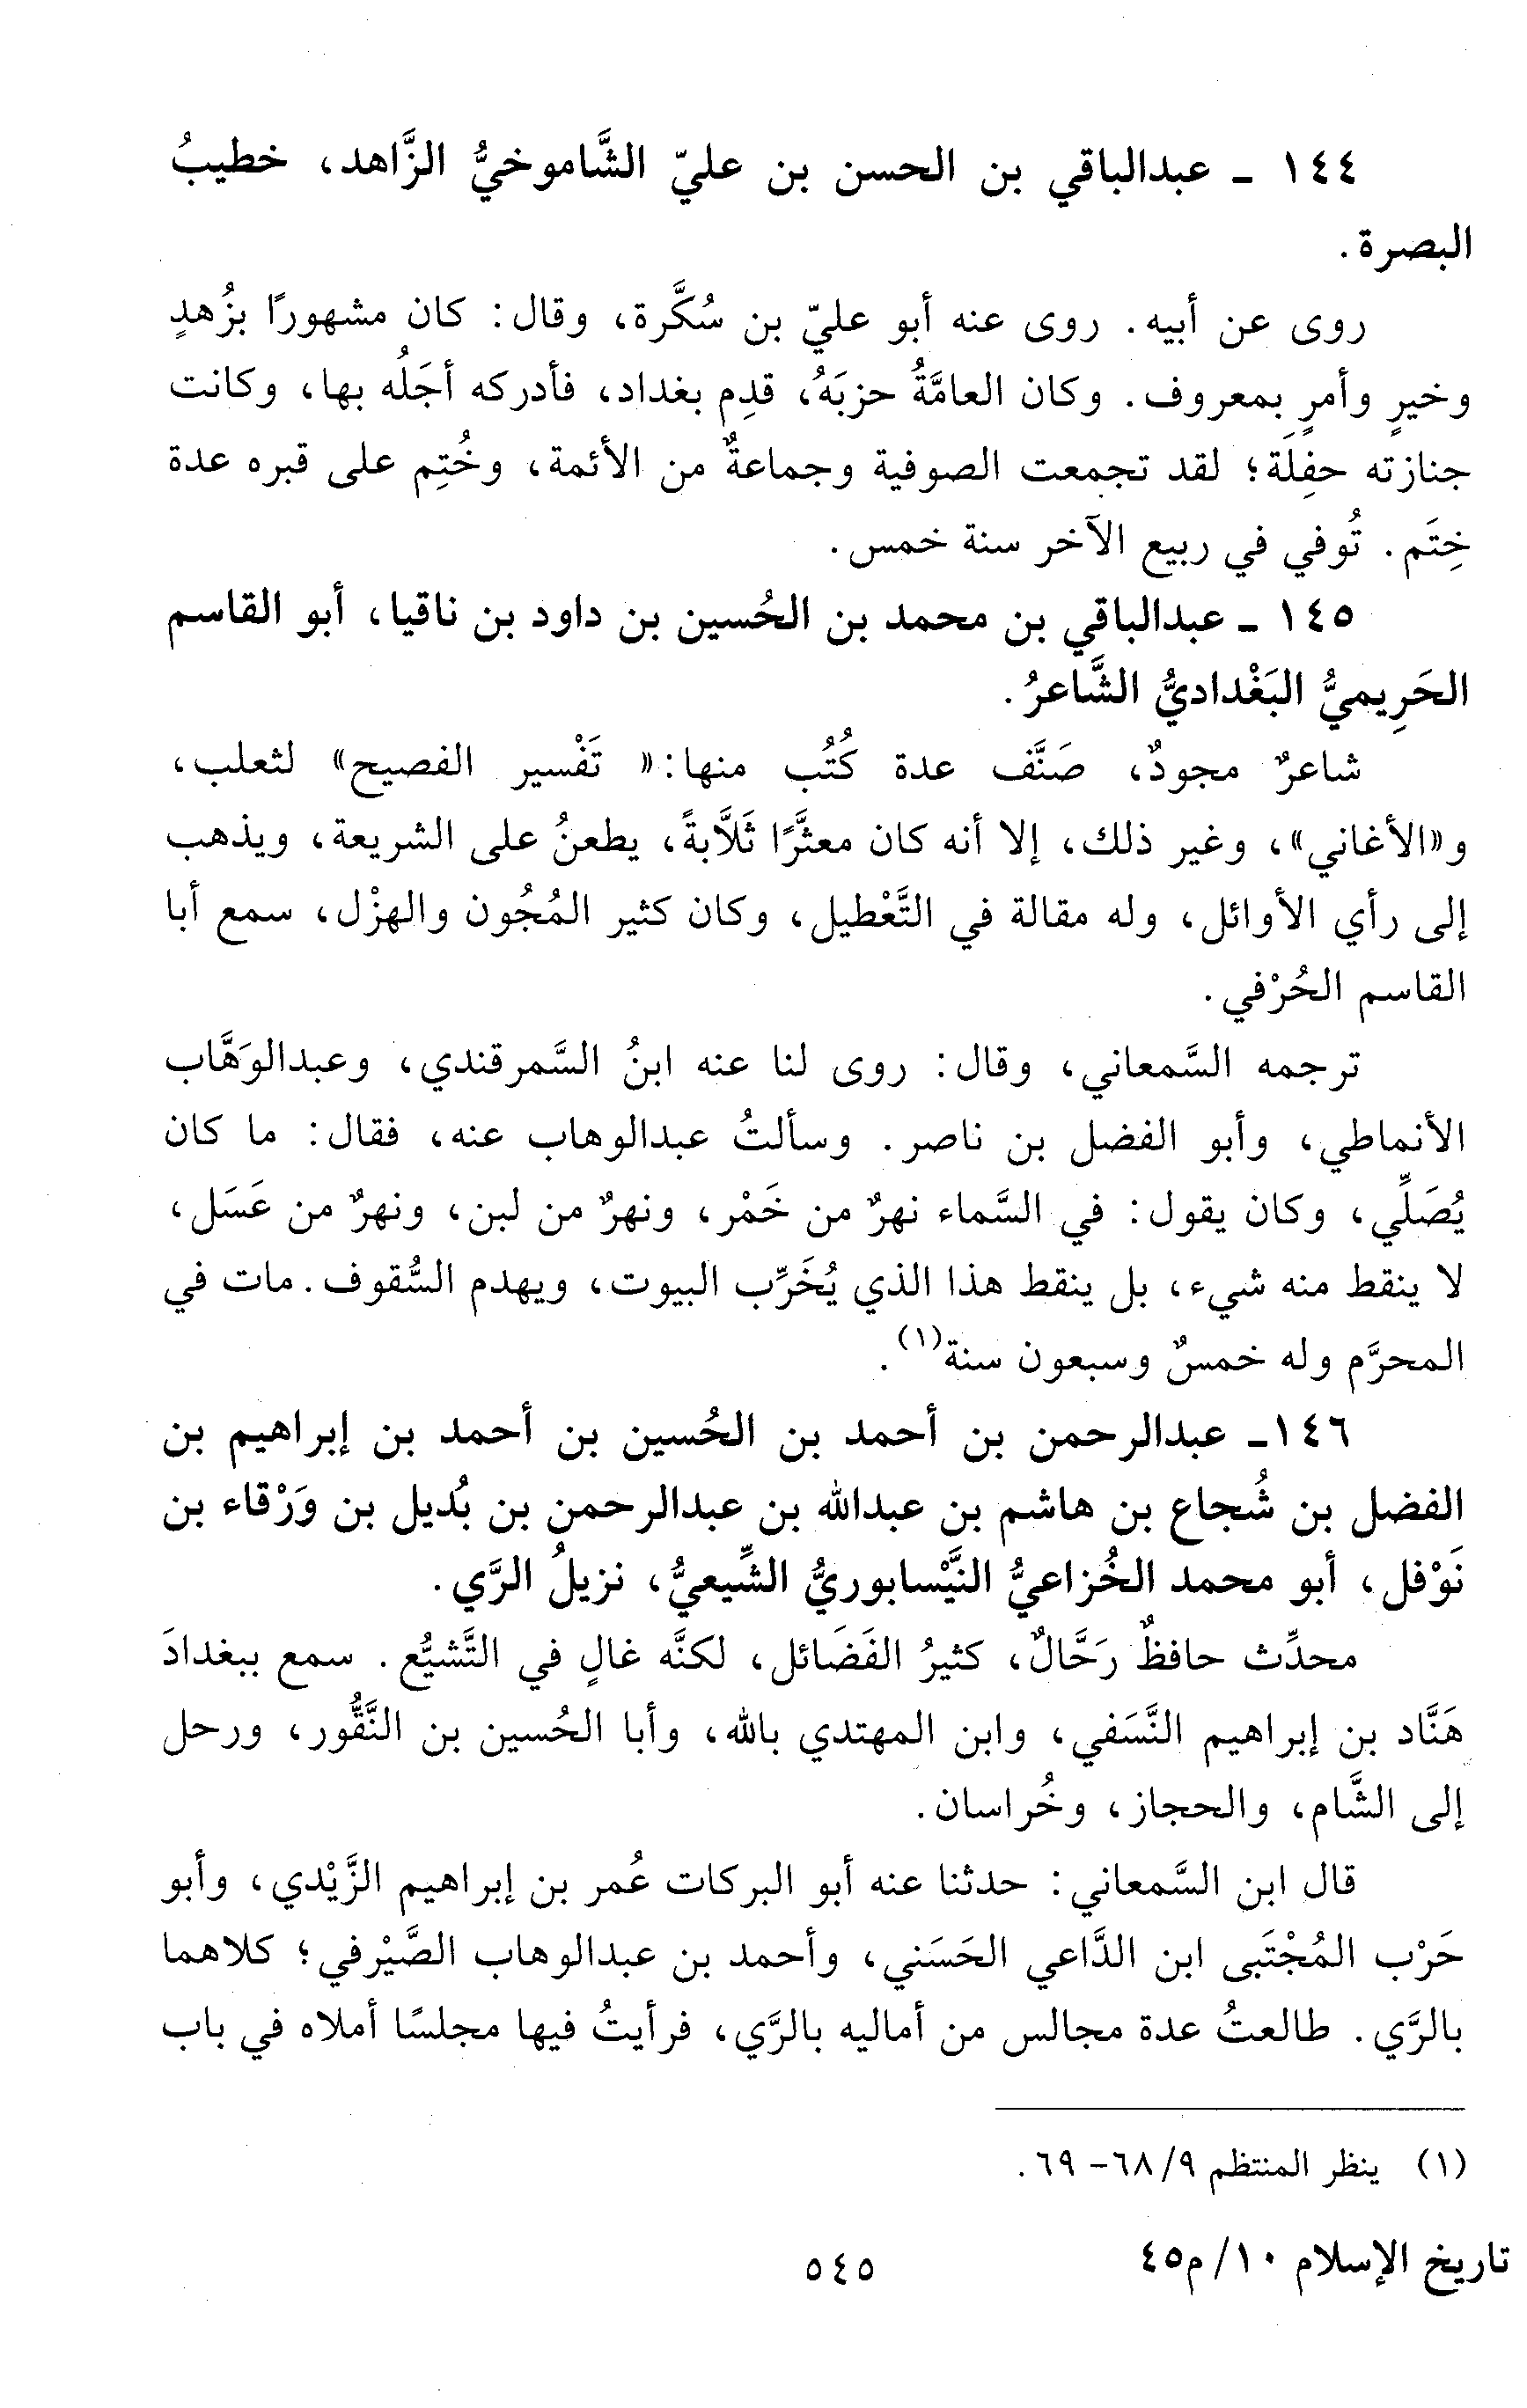 ١٤٤ ـ عبدالباقي بن الحسن بن عليّ الشَّاموخيُّ الزَّاهد، خطيبُ
البصرة.
روى عن أبيه. روى عنه أبو عليّ بن سُكَّرة، وقال: كان مشهورًا بزُهدٍ
وخيرٍ وأمرٍ بمعروف. وكان العامَّةُ حزبَهُ، قدِم بغداد، فأدركه أجَلُه بها، وكانت
جنازته حفِلَة؛ لقد تجمعت الصوفية وجماعةٌ من الأئمة، وخُتِم على قبره عدة
خِتَم. تُوفي في ربيع الآخر سنة خمس.
١٤٥ ـ عبدالباقي بن محمد بن الحُسين بن داود بن ناقيا، أبو القاسم
الحَرِيميُّ البَغْداديُّ الشَّاعرُ.
شاعرٌ مجودٌ، صَنَّف عدة كُتُب منها:« تَفْسير الفصيح» لثعلب،
و«الأغاني»، وغير ذلك، إلا أنه كان معثَّرًا ثَلَّابةً، يطعنُ على الشريعة، ويذهب
إلى رأي الأوائل، وله مقالة في التَّعْطيل، وكان كثير المُجُون والهزْل، سمع أبا
القاسم الحُرْفي.
ترجمه السَّمعاني، وقال: روى لنا عنه ابنُ السَّمرقندي، وعبدالوَهَّاب
الأنماطي، وأبو الفضل بن ناصر. وسألتُ عبدالوهاب عنه، فقال: ما كان
يُصَلِّي، وكان يقول: في السَّماء نهرٌ من خَمْر، ونهرٌ من لبن، ونهرٌ من عَسَل،
لا ينقط منه شيء، بل ينقط هذا الذي يُخَرِّب البيوت، ويهدم السُّقوف. مات في
المحرَّم وله خمسٌ وسبعون سنة(١).
١٤٦ـ عبدالرحمن بن أحمد بن الحُسين بن أحمد بن إبراهيم بن
الفضل بن شُجاع بن هاشم بن عبدالله بن عبدالرحمن بن بُديل بن وَرْقاء بن
نَوْفل، أبو محمد الخُزاعيُّ النَّيْسابوريُّ الشِّيعيُّ، نزيلُ الرَّي.
محدِّث حافظٌ رَحَّالٌ، كثيرُ الفَضَائل، لكنَّه غالٍ في التَّشيُّع. سمع ببغدادَ
هَنَّاد بن إبراهيم النَّسَفي، وابن المهتدي بالله، وأبا الحُسين بن النَّقُّور، ورحل
إلى الشَّام، والحجاز، وخُراسان.
قال ابن السَّمعاني: حدثنا عنه أبو البركات عُمر بن إبراهيم الزَّيْدي، وأبو
حَرْب المُجْتَبى ابن الدَّاعي الحَسَني، وأحمد بن عبدالوهاب الصَّيْرفي؛ كلاهما
بالرَّي. طالعتُ عدة مجالس من أماليه بالرَّي، فرأيتُ فيها مجلسًا أملاه في باب
(١) ينظر المنتظم ٩/ ٦٨- ٦٩.
تاريخ الإسلام ١٠/ م٤٥
٥٤٥